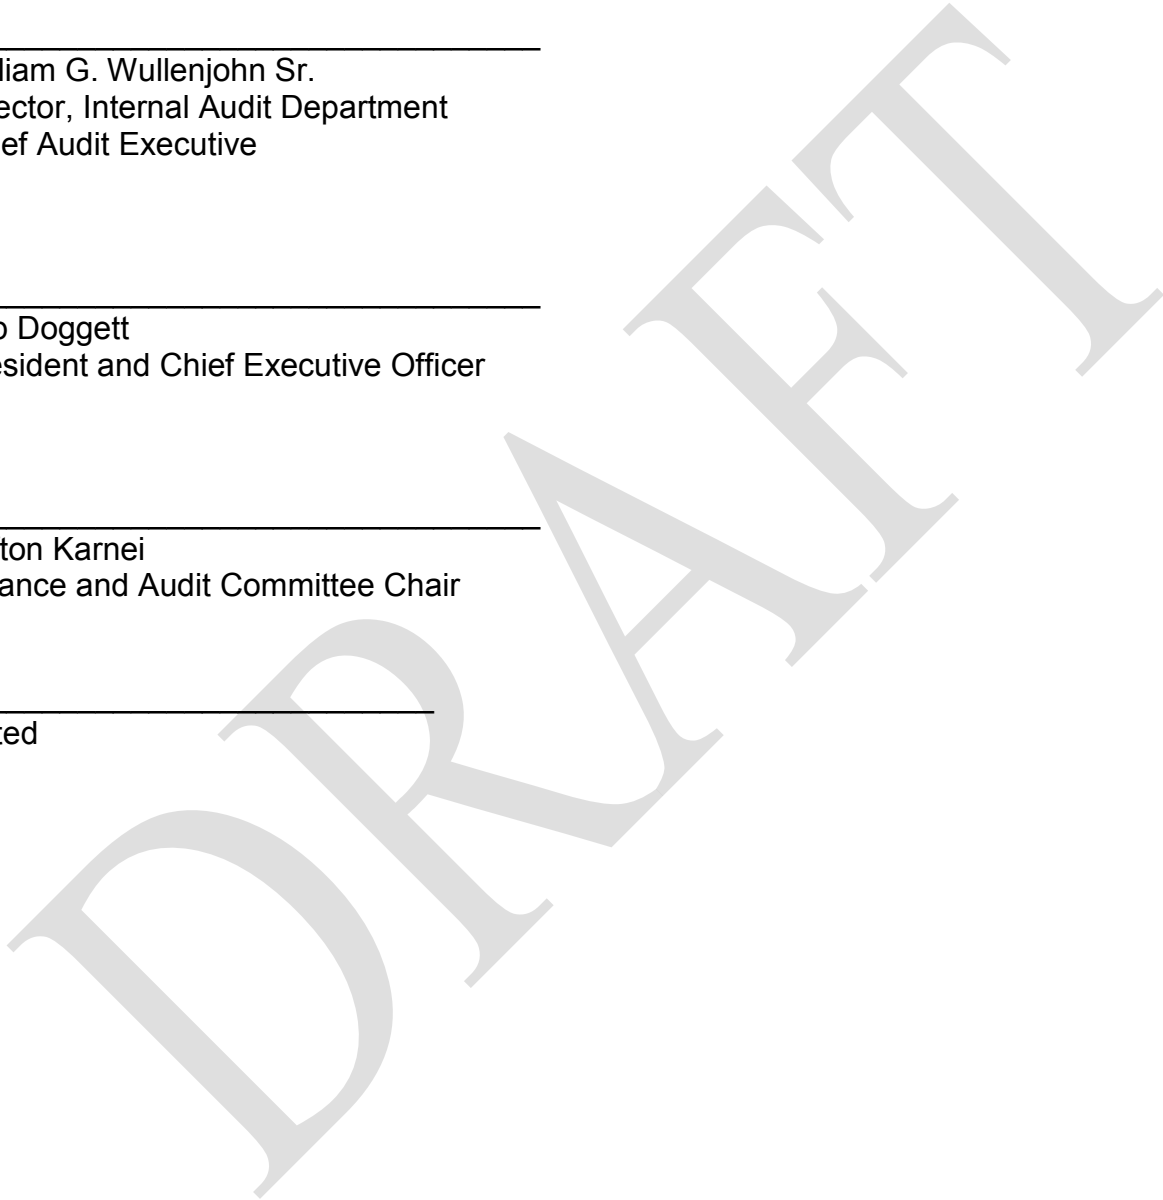 liam G. Wullenjohn Sr.
ector, Internal Audit Department
ef Audit Executive
o Doggett
esident and Chief Executive Officer
ton Karnei
ance and Audit Committee Chair
ted
DRAFT